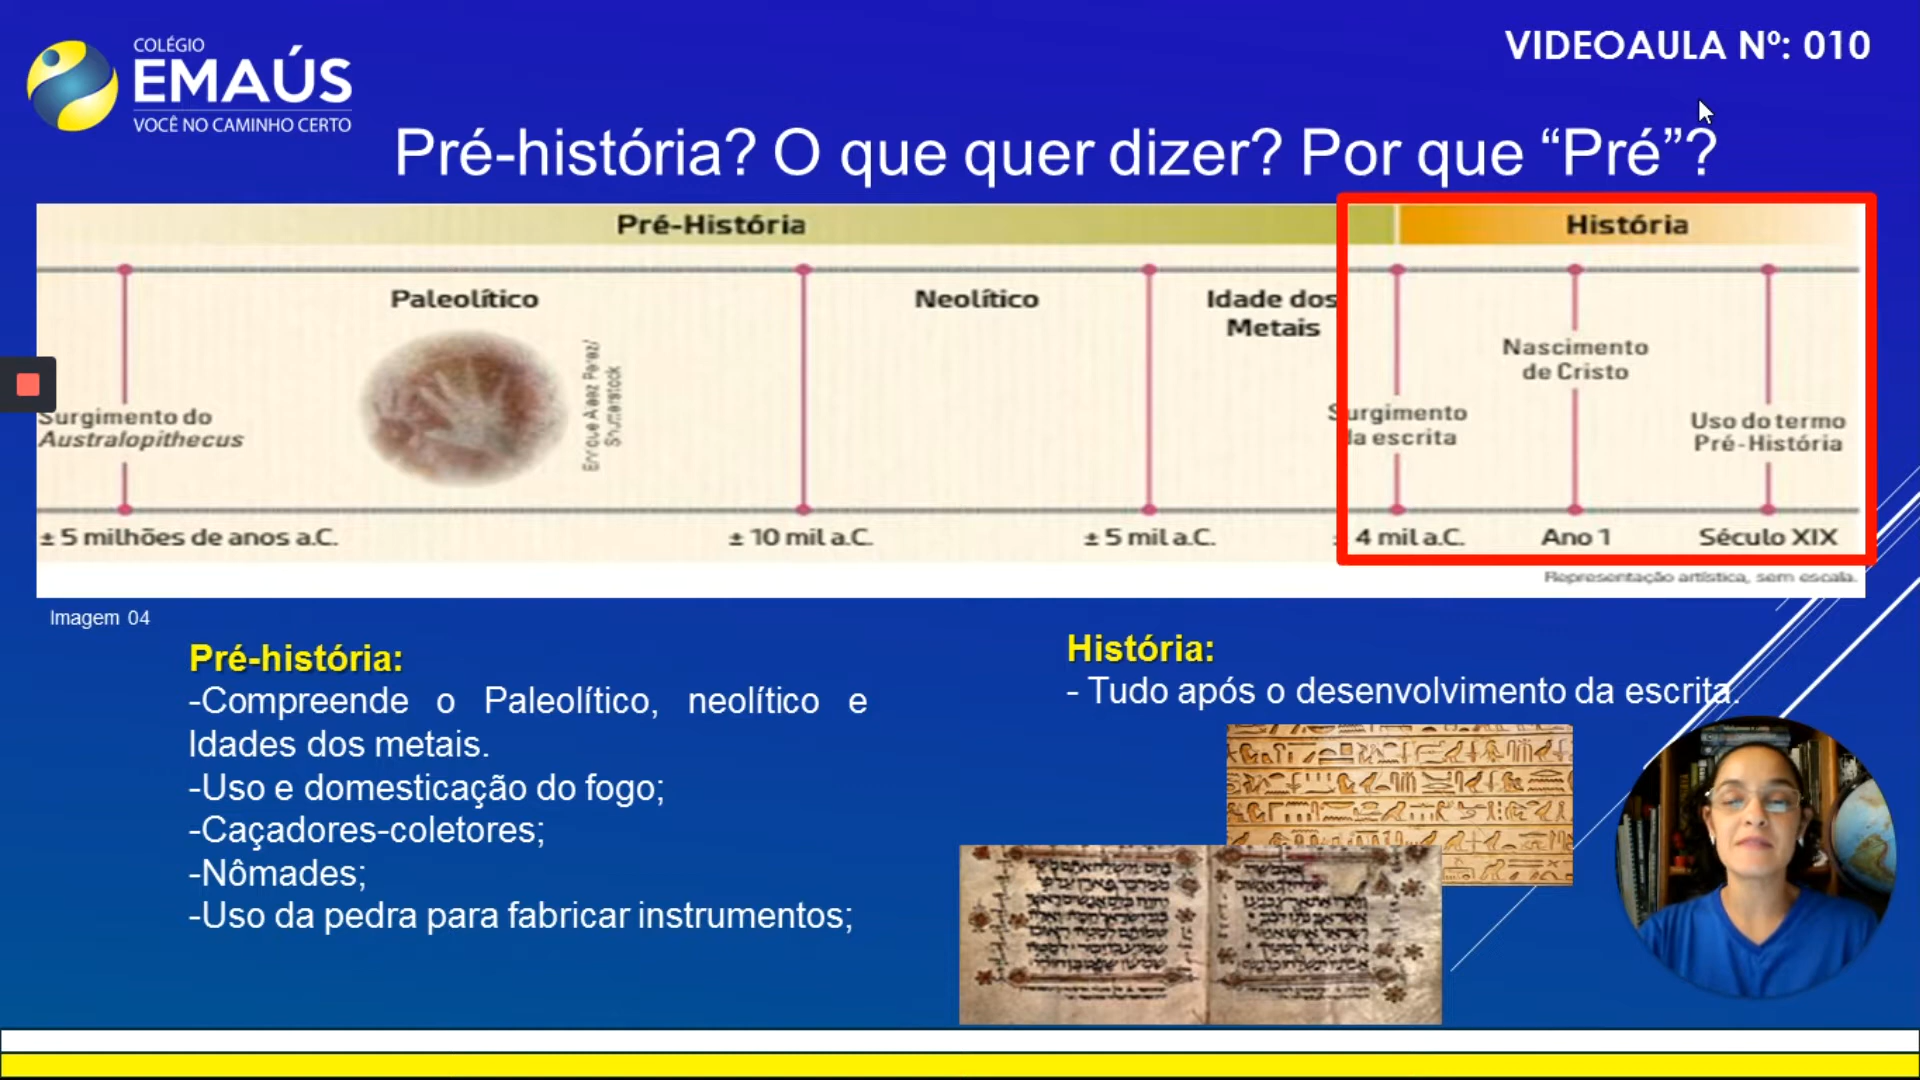 COLÉGIO
EMAÚS
VOCÊ NO CAMINHO CERTO
VIDEOAULA Nº: 010
Pré-história? O que quer dizer? Por que “Pré”?
Pré-História
História
Paleolítico
Neolítico
Idade dos
Metais
Surgimento do
Australopithecus
Surgimento
da escrita
Nascimento
de Cristo
Uso do termo
Pré-História
± 5 milhões de anos a.C.
± 10 mil a.C.
± 5 mil a.C.
4 mil a.C.
Ano 1
Século XIX
Representação artística, sem escala.
Imagem 04
Pré-história:
-Compreende o Paleolítico, neolítico e
Idades dos metais.
-Uso e domesticação do fogo;
-Caçadores-coletores;
-Nômades;
-Uso da pedra para fabricar instrumentos;
História:
- Tudo após o desenvolvimento da escrita.